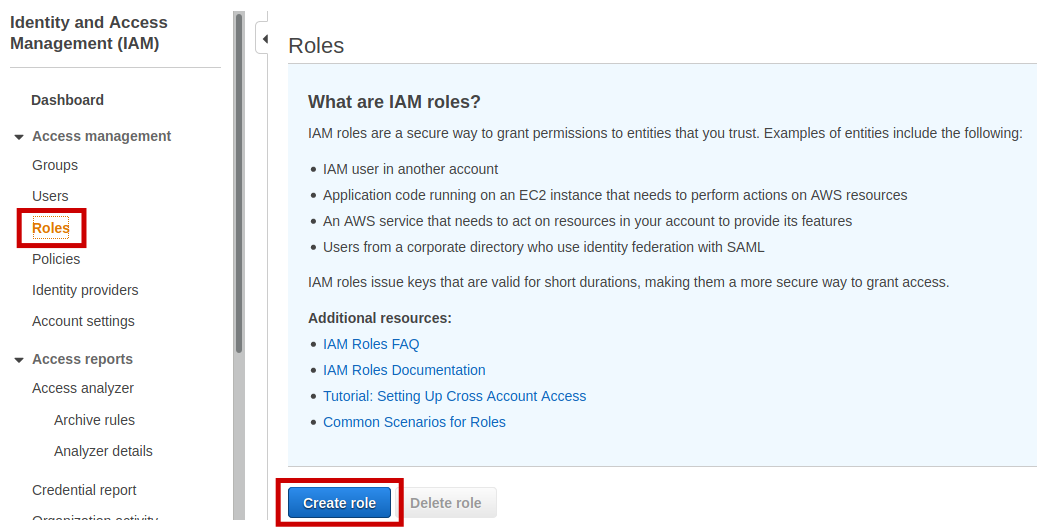 Identity and Access
Management (IAM)
Dashboard
Access management
Groups
Users
Roles
Policies
Identity providers
Account settings
Access reports
Access analyzer
Archive rules
Analyzer details
Credential report
Organization activity
Roles
What are IAM roles?
IAM roles are a secure way to grant permissions to entities that you trust. Examples of entities include the following:
IAM user in another account
Application code running on an EC2 instance that needs to perform actions on AWS resources
An AWS service that needs to act on resources in your account to provide its features
Users from a corporate directory who use identity federation with SAML
IAM roles issue keys that are valid for short durations, making them a more secure way to grant access.
Additional resources:
IAM Roles FAQ
IAM Roles Documentation
Tutorial: Setting Up Cross Account Access
Common Scenarios for Roles
Create role
Delete role